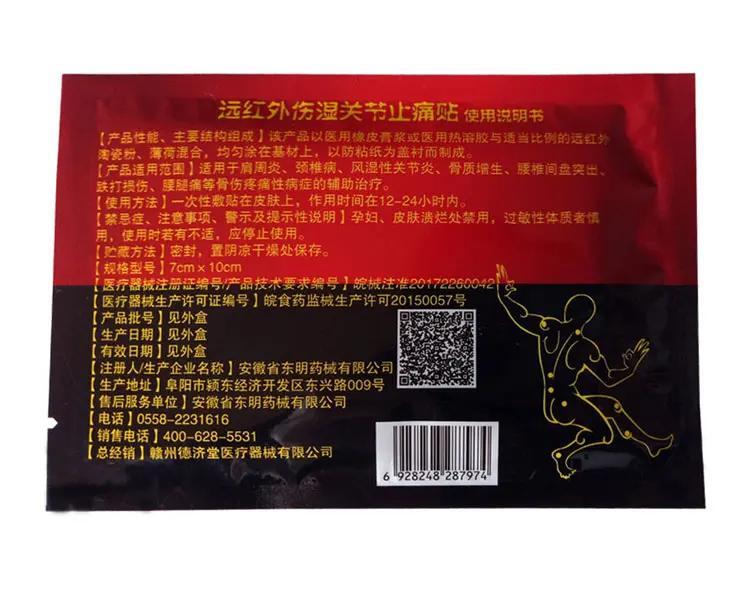 远红外伤湿关节止痛贴 使用说明书
【产品性能、主要结构组成】该产品以医用橡皮膏浆或医用热溶胶与适当比例的远红外
陶瓷粉、薄荷混合，均匀涂在基材上，以防粘纸为盖衬而制成。
【产品适用范围】适用于肩周炎、颈椎病、风湿性关节炎、骨质增生、腰椎间盘突出、
跌打损伤、腰腿痛等骨伤疼痛性病症的辅助治疗。
【使用方法】一次性敷贴在皮肤上，作用时间在12-24小时内。
【禁忌症、注意事项、警示及提示性说明】孕妇、皮肤溃烂处禁用，过敏性体质者慎
用，使用时若有不适，应停止使用。
【贮藏方法】密封，置阴凉干燥处保存。
【规格型号】7cm×10cm
【医疗器械注册证编号/产品技术要求编号】皖械注准20172260042
【医疗器械生产许可证编号】皖食药监械生产许可20150057号
【产品批号】见外盒
【生产日期】见外盒
【有效日期】见外盒
【注册人/生产企业名称】安徽省东明药械有限公司
【生产地址】阜阳市颍东经济开发区东兴路009号
【售后服务单位】安徽省东明药械有限公司
【电话】0558-2231616
【销售电话】400-628-5531
【总经销】赣州德济堂医疗器械有限公司
6 928248 287974